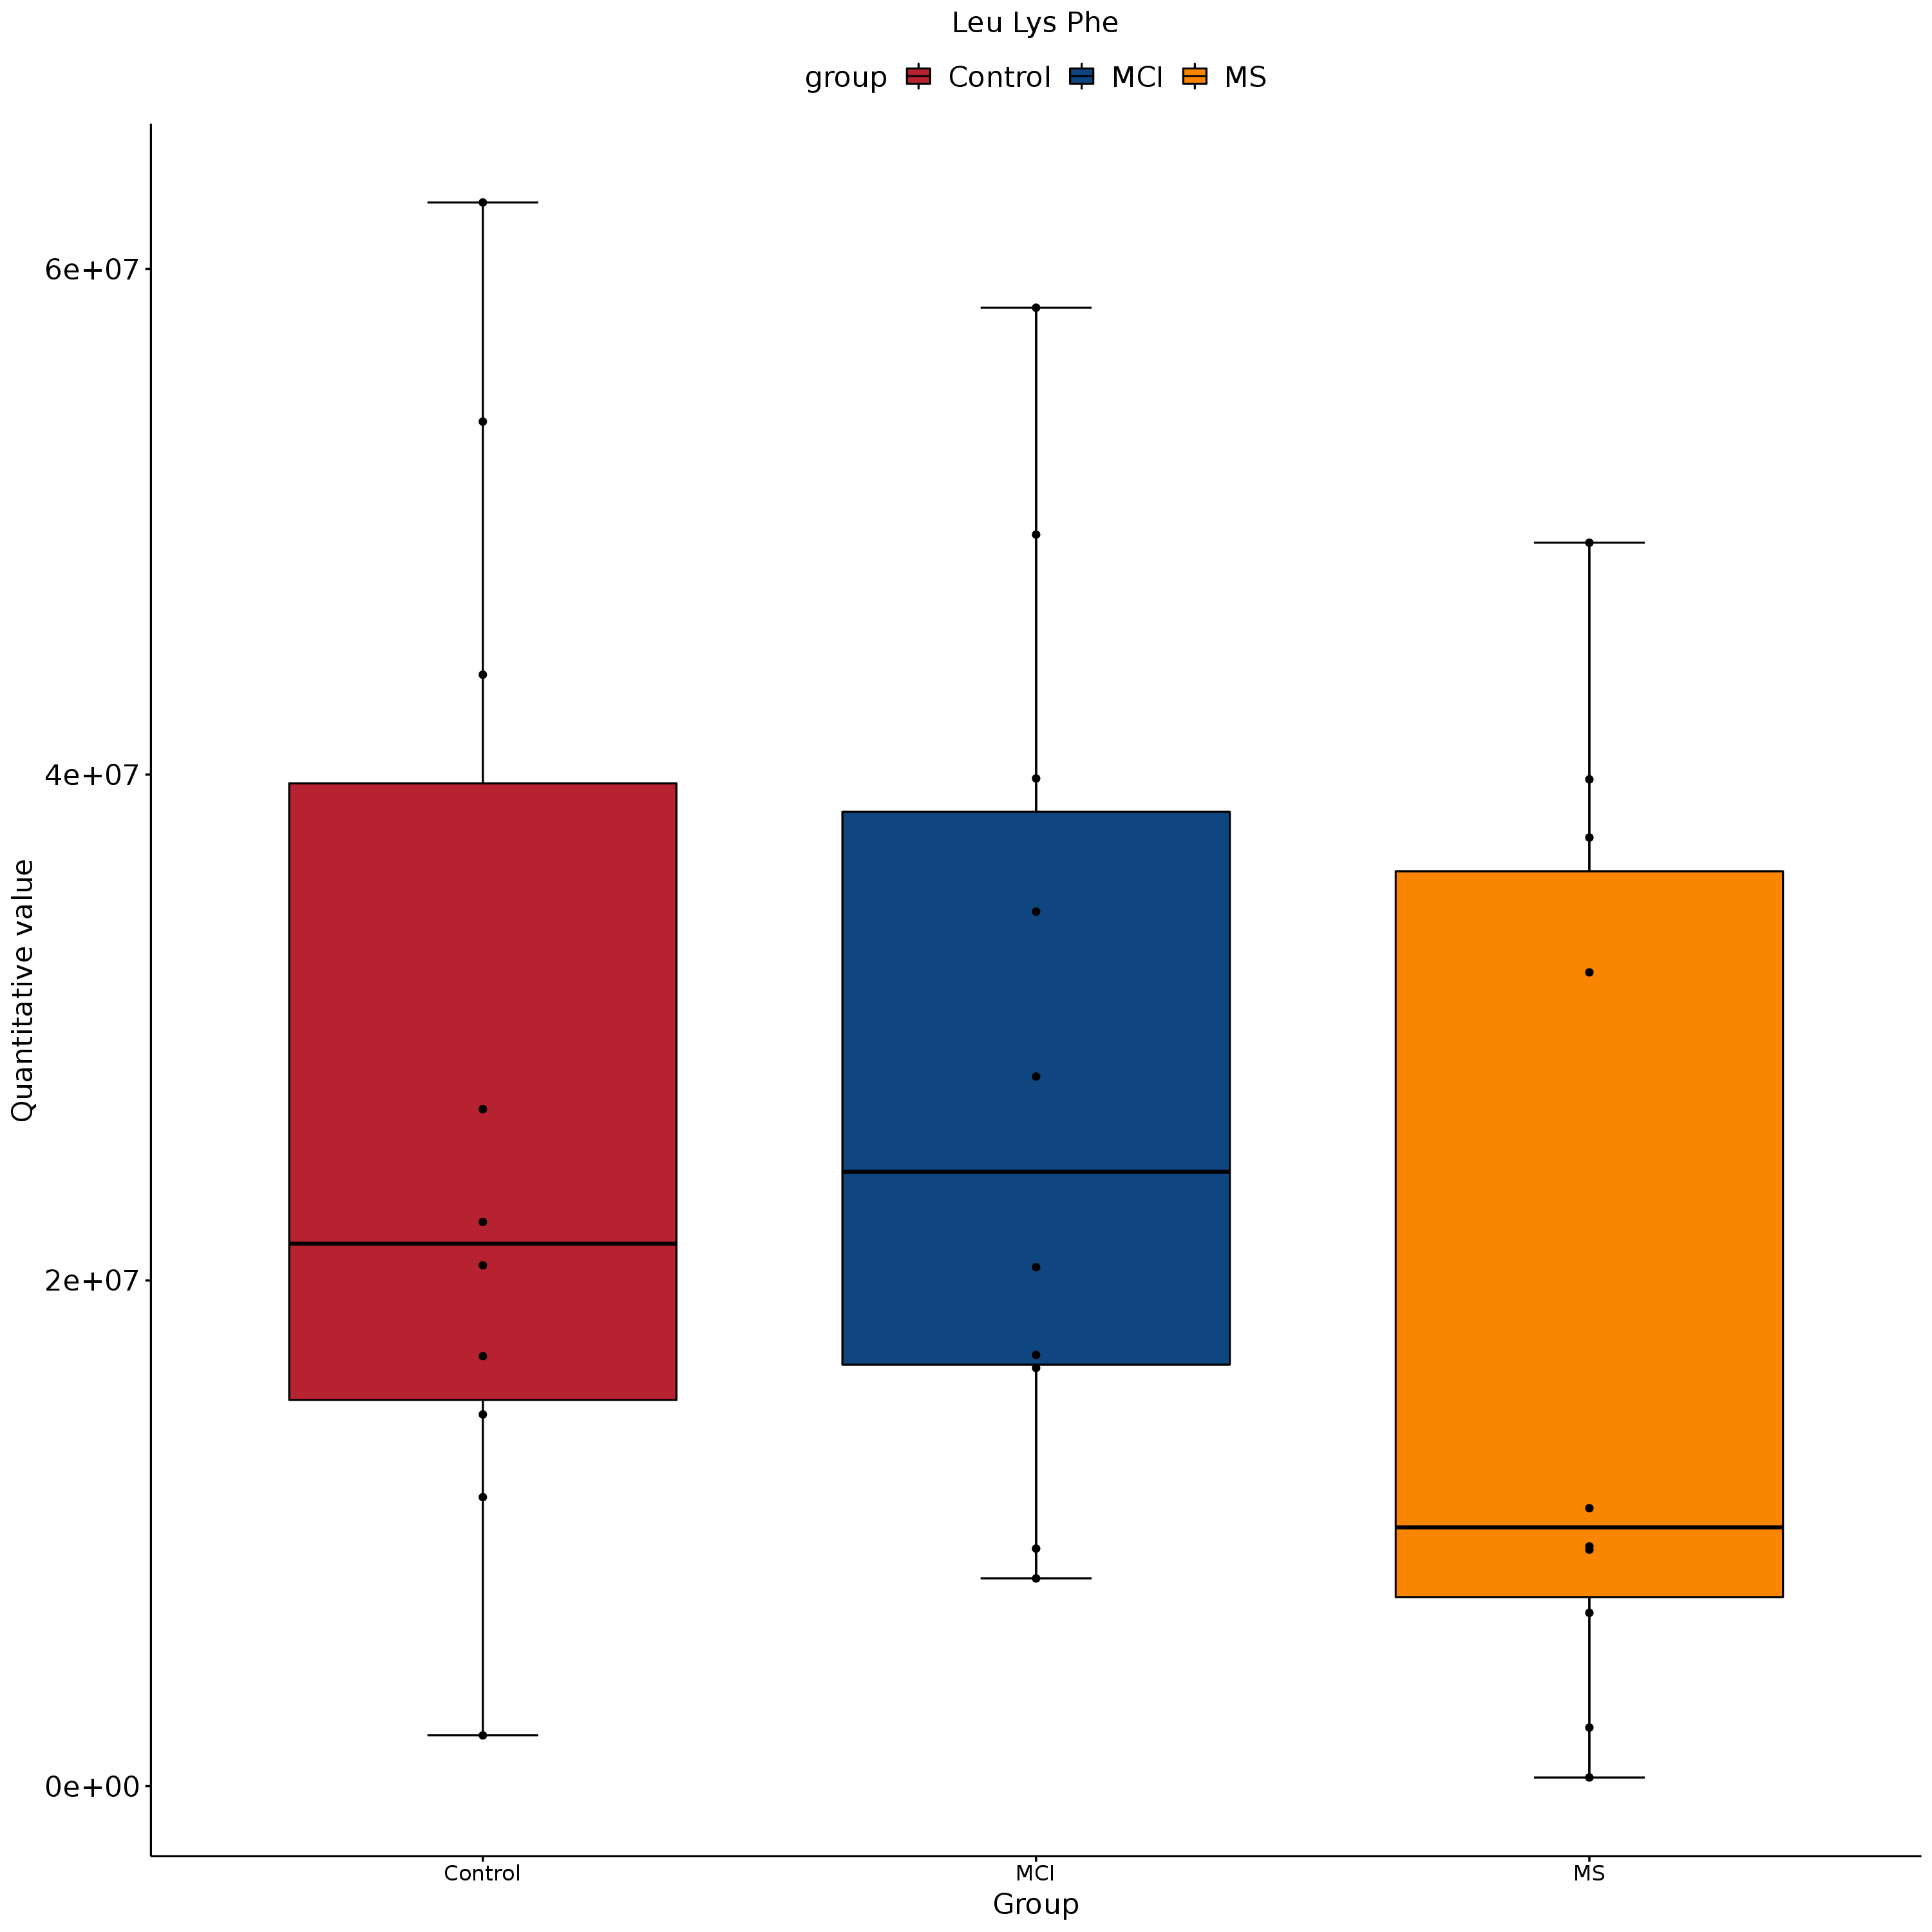 Leu Lys Phe
group Control MCI MS
6e+07
4e+07
2e+07
0e+00
Quantitative value
Control MCI MS
Group